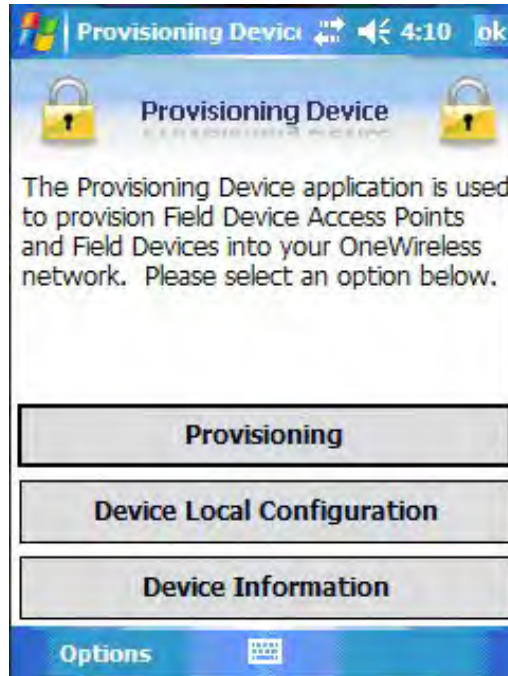 Provisioning Devic 4:10 ok
Provisioning Device
The Provisioning Device application is used
to provision Field Device Access Points
and Field Devices into your OneWireless
network. Please select an option below.
Provisioning
Device Local Configuration
Device Information
Options